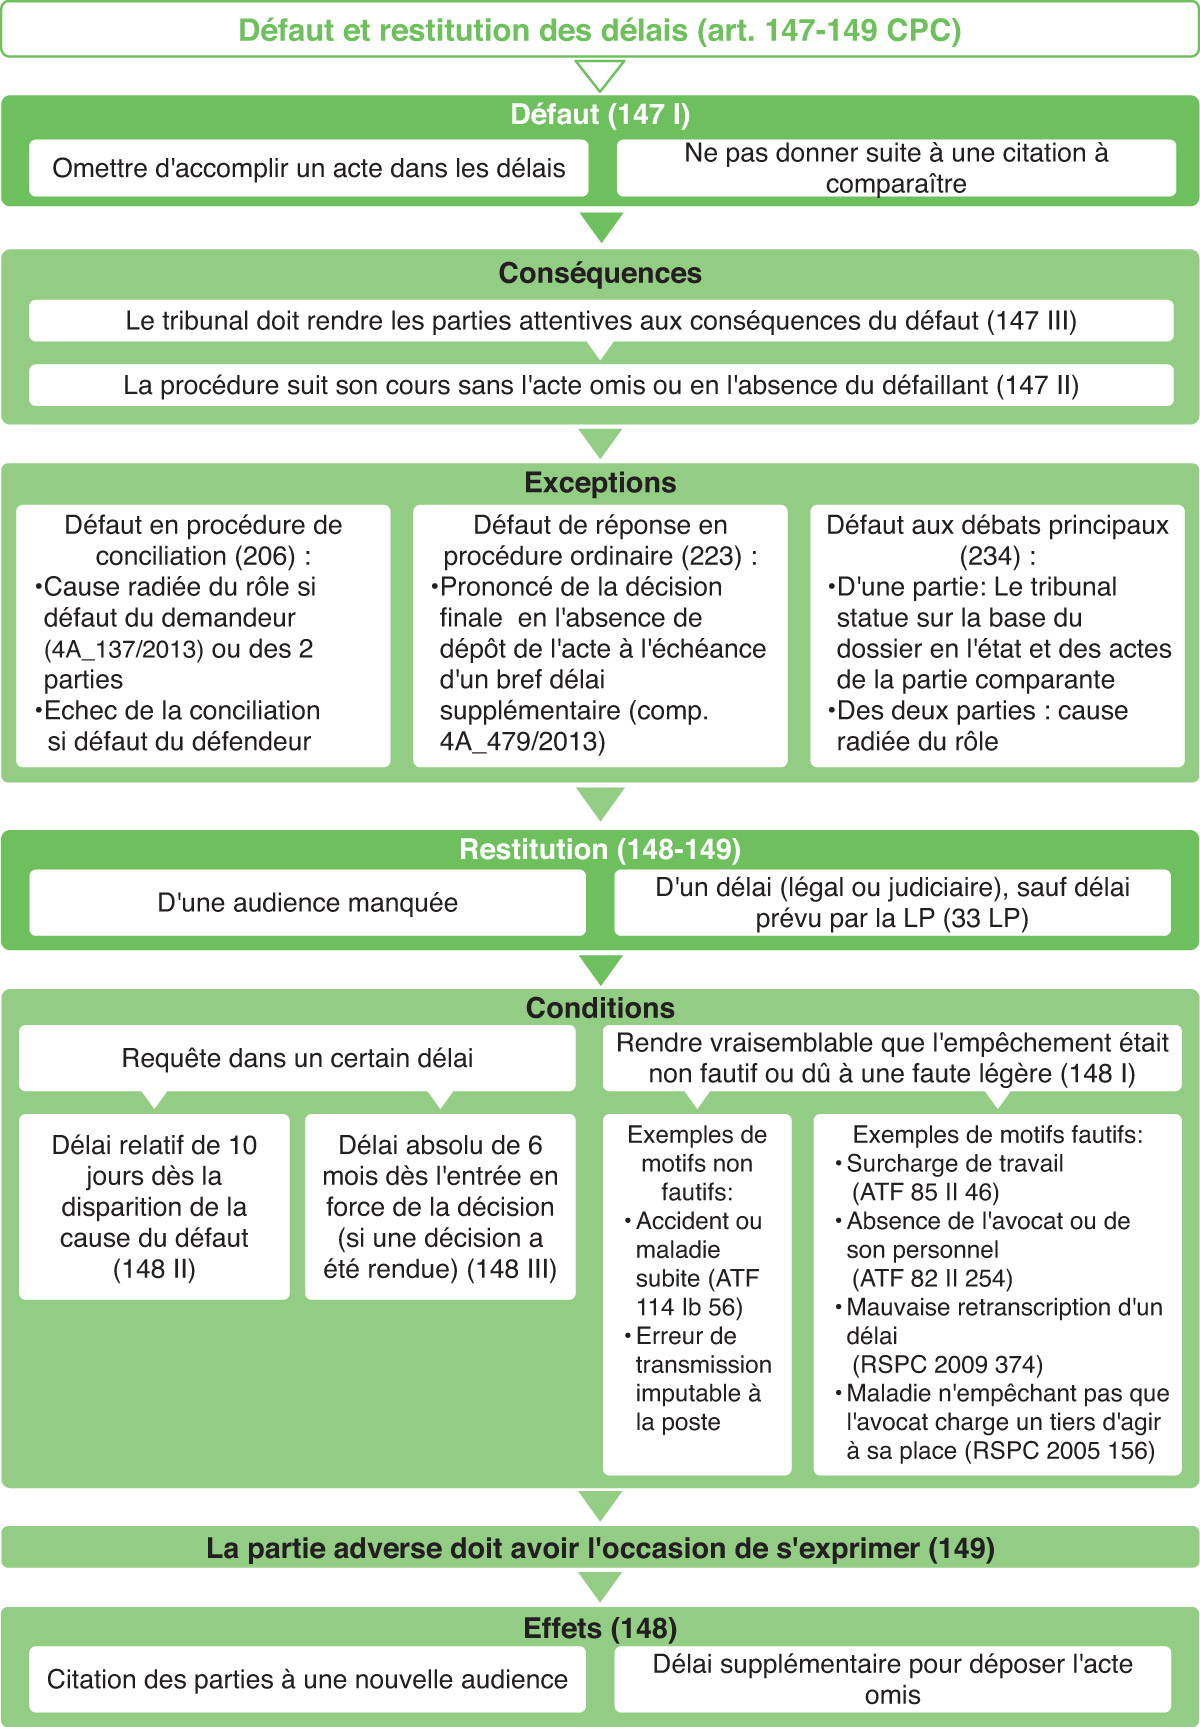 Défaut et restitution des délais (art. 147-149 CPC)
Défaut (147 I)
Omettre d'accomplir un acte dans les délais
Ne pas donner suite à une citation à
comparaître
Conséquences
Le tribunal doit rendre les parties attentives aux conséquences du défaut (147 III)
La procédure suit son cours sans l'acte omis ou en l'absence du défaillant (147 II)
Exceptions
Défaut en procédure de
conciliation (206) :
•Cause radiée du rôle si
défaut du demandeur
(4A_137/2013) ou des 2
parties
•Echec de la conciliation
si défaut du défendeur
Défaut de réponse en
procédure ordinaire (223) :
•Prononcé de la décision
finale en l'absence de
dépôt de l'acte à l'échéance
d'un bref délai
supplémentaire (comp.
4A_479/2013)
Défaut aux débats principaux
(234) :
•D'une partie: Le tribunal
statue sur la base du
dossier en l'état et des actes
de la partie comparante
•Des deux parties : cause
radiée du rôle
Restitution (148-149)
D'une audience manquée
D'un délai (légal ou judiciaire), sauf délai
prévu par la LP (33 LP)
Conditions
Requête dans un certain délai
Délai relatif de 10
jours dès la
disparition de la
cause du défaut
(148 II)
Délai absolu de 6
mois dès l'entrée en
force de la décision
(si une décision a
été rendue) (148 III)
Rendre vraisemblable que l'empêchement était
non fautif ou dû à une faute légère (148 I)
Exemples de
motifs non
fautifs:
• Accident ou
maladie
subite (ATF
114 Ib 56)
• Erreur de
transmission
imputable à
la poste
Exemples de motifs fautifs:
• Surcharge de travail
(ATF 85 II 46)
• Absence de l'avocat ou de
son personnel
(ATF 82 II 254)
• Mauvaise retranscription d'un
délai
(RSPC 2009 374)
• Maladie n'empêchant pas que
l'avocat charge un tiers d'agir
à sa place (RSPC 2005 156)
La partie adverse doit avoir l'occasion de s'exprimer (149)
Effets (148)
Citation des parties à une nouvelle audience
Délai supplémentaire pour déposer l'acte
omis